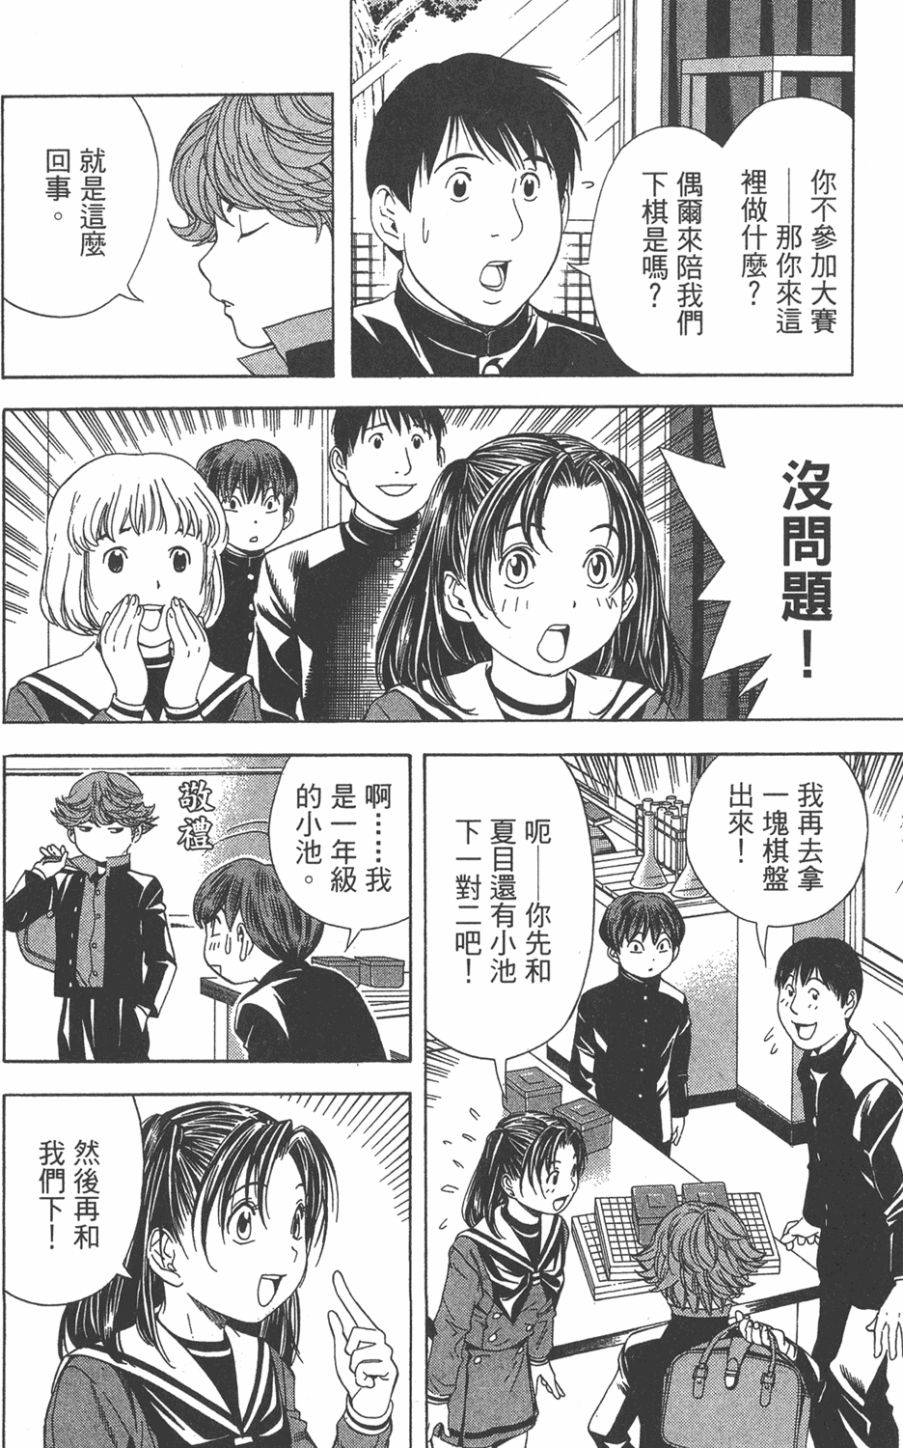 你不參加大賽
——那你來這
裡做什麼？
偶爾來陪我們
下棋是嗎？
就是這麼
回事。
沒問題！
我再去拿
一塊棋盤
出來！
呃——你先和
夏目還有小池
下一對二吧！
啊……我
是一年級
的小池。
敬禮
然後再和
我們下！